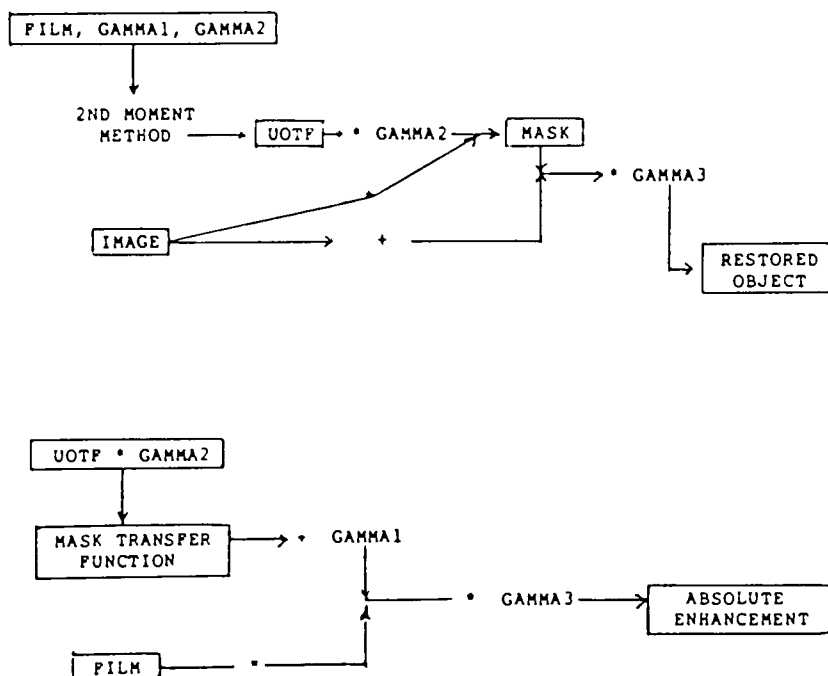 FILM, GAMMA1, GAMMA2
2ND MOMENT
METHOD
UOTF * GAMMA2
MASK
* GAMMA3
IMAGE
+
RESTORED
OBJECT
UOTF * GAMMA2
MASK TRANSFER
FUNCTION
+ GAMMA1
* GAMMA3
ABSOLUTE
ENHANCEMENT
FILM *